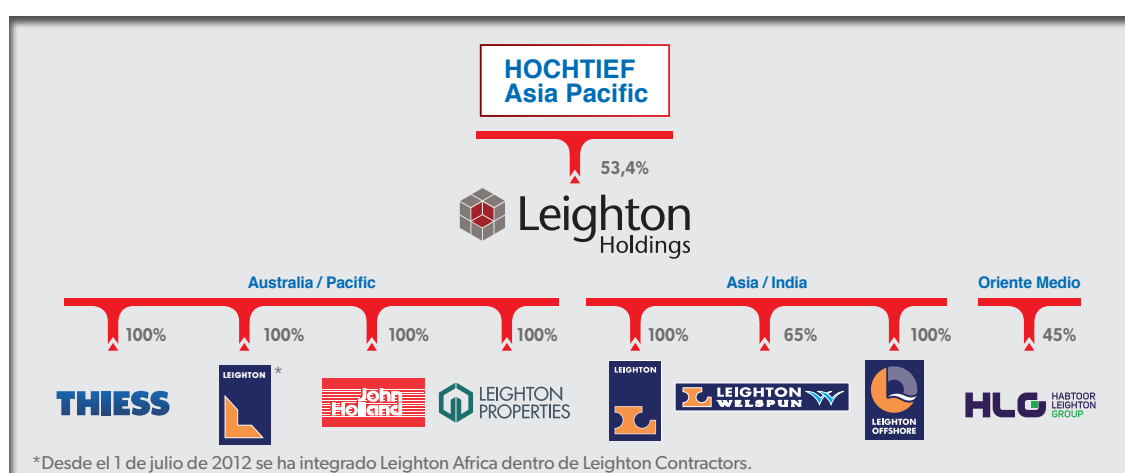 HOCHTIEF
Asia Pacific
53,4%
Leighton
Holdings
Australia / Pacific
Asia / India
Oriente Medio
100%
100%
100%
100%
100%
65%
100%
45%
THIESS
LEIGHTON
*
John
Holland
LEIGHTON
PROPERTIES
LEIGHTON
LEIGHTON
WELSPUN
LEIGHTON
OFFSHORE
HLG
HABTOOR
LEIGHTON
GROUP
*Desde el 1 de julio de 2012 se ha integrado Leighton Africa dentro de Leighton Contractors.